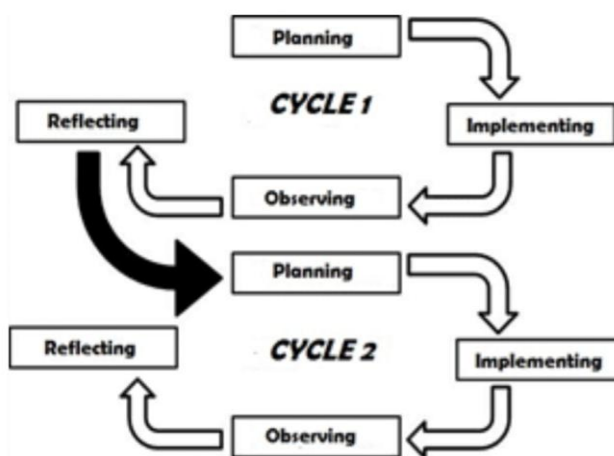 Planning
CYCLE 1
Reflecting
Implementing
Observing
Planning
CYCLE 2
Reflecting
Implementing
Observing